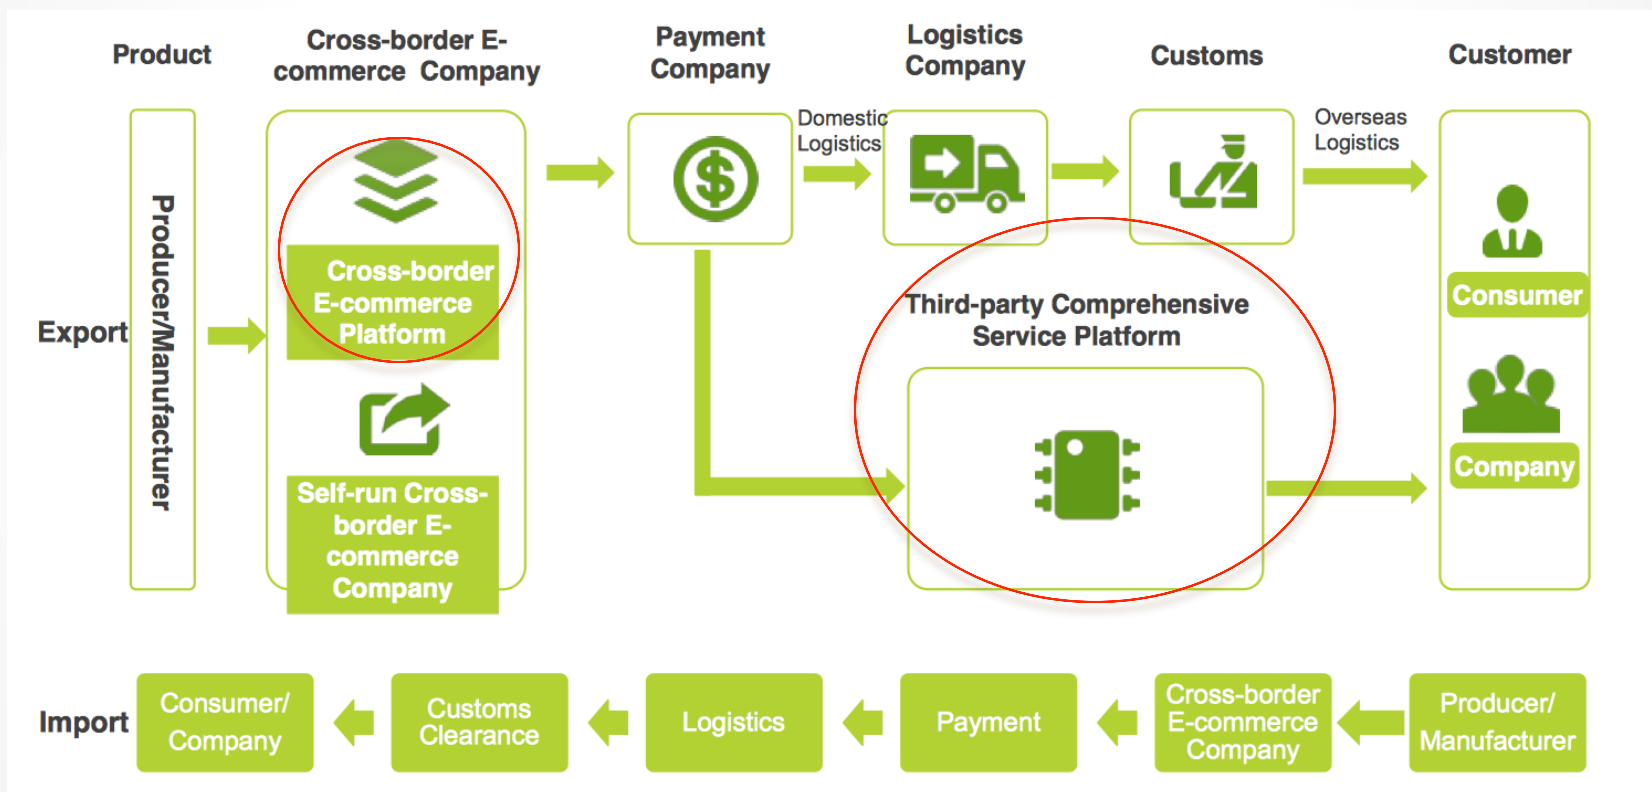 Product
Cross-border E-
commerce Company
Payment
Company
Logistics
Company
Customs
Customer
Domestic
Logistics
Overseas
Logistics
Export
Producer/Manufacturer
Cross-border
E-commerce
Platform
Self-run Cross-
border E-
commerce
Company
$
Third-party Comprehensive
Service Platform
Consumer
Company
Import
Consumer/
Company
Customs
Clearance
Logistics
Payment
Cross-border
E-commerce
Company
Producer/
Manufacturer